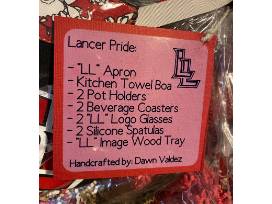 Lancer Pride:
LL
- "LL" Apron
- Kitchen Towel Boa
- 2 Pot Holders
- 2 Beverage Coasters
- 2 "LL" Logo Glasses
- 2 Silicone Spatulas
- "LL" Image Wood Tray
Handcrafted by: Dawn Valdez